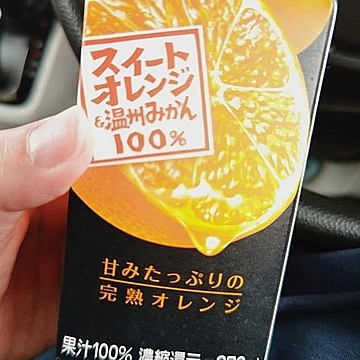 スイート
オレンジ
&温州みかん
100%
甘みたっぷりの
完熟オレンジ
果汁100% 濃縮還元